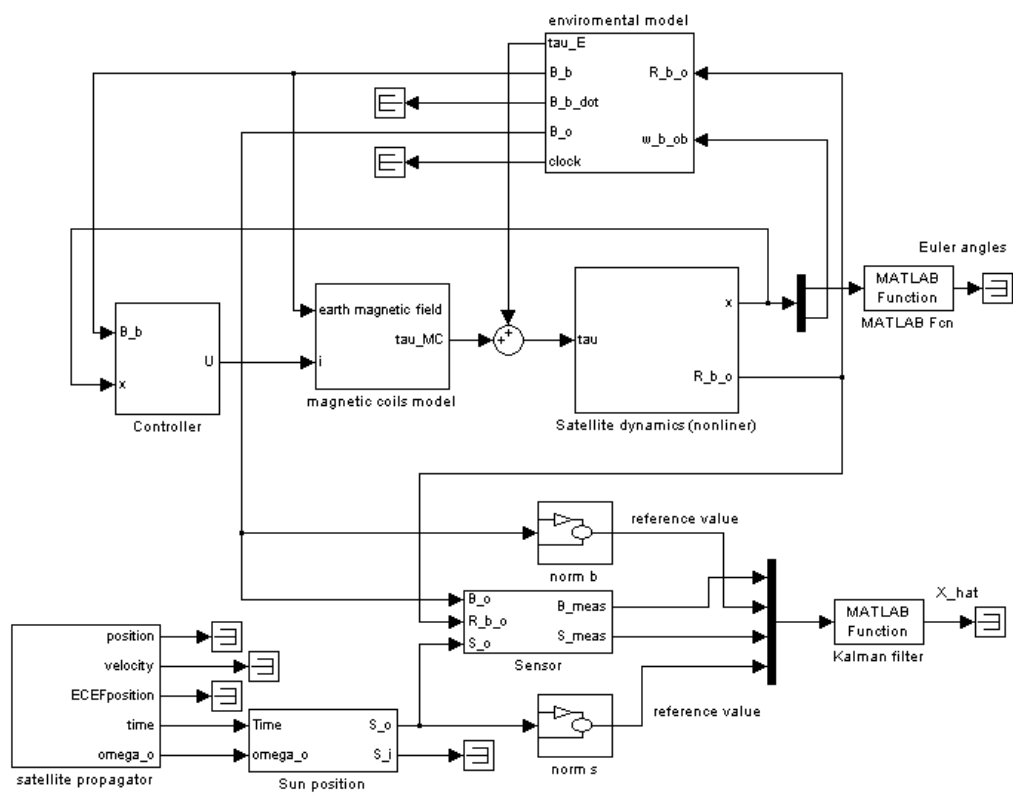 enviromental model
tau_E
B_b
R_b_o
B_b_dot
B_o
w_b_ob
clock
Euler angles
MATLAB
Function
MATLAB Fcn
earth magnetic field
tau_MC
i
magnetic coils model
B_b
U
x
Controller
tau
x
R_b_o
Satellite dynamics (nonliner)
norm b
reference value
B_o
R_b_o
S_o
B_meas
S_meas
Sensor
X_hat
MATLAB
Function
Kalman filter
position
velocity
ECEFposition
time
omega_o
satellite propagator
Time
omega_o
S_o
S_i
Sun position
norm s
reference value